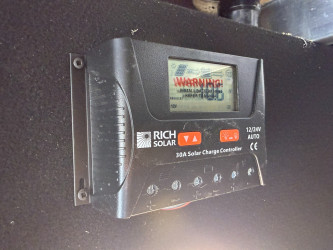 WARNING!
RICH
SOLAR
12/24V
AUTO
30A Solar Charge Controller
CE